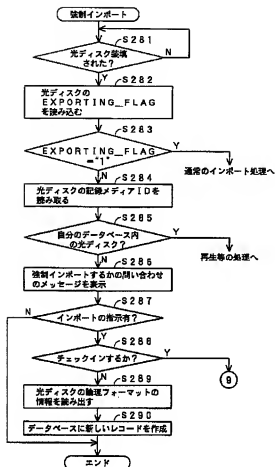 強制インポート
S281
光ディスク装填
された?
N
Y
S282
光ディスクの
EXPORTING_FLAG
を読み込む
S283
EXPORTING_FLAG
="1"
Y
通常のインポート処理へ
N
S284
光ディスクの記録メディアIDを
読み取る
S285
自分のデータベース内
の光ディスク?
Y
再生等の処理へ
N
S286
強制インポートするかの問い合わせ
のメッセージを表示
S287
N
インポートの指示有?
Y
S288
チェックインするか?
Y
9
N
S289
光ディスクの論理フォーマットの
情報を読み出す
S290
データベースに新しいレコードを作成
エンド